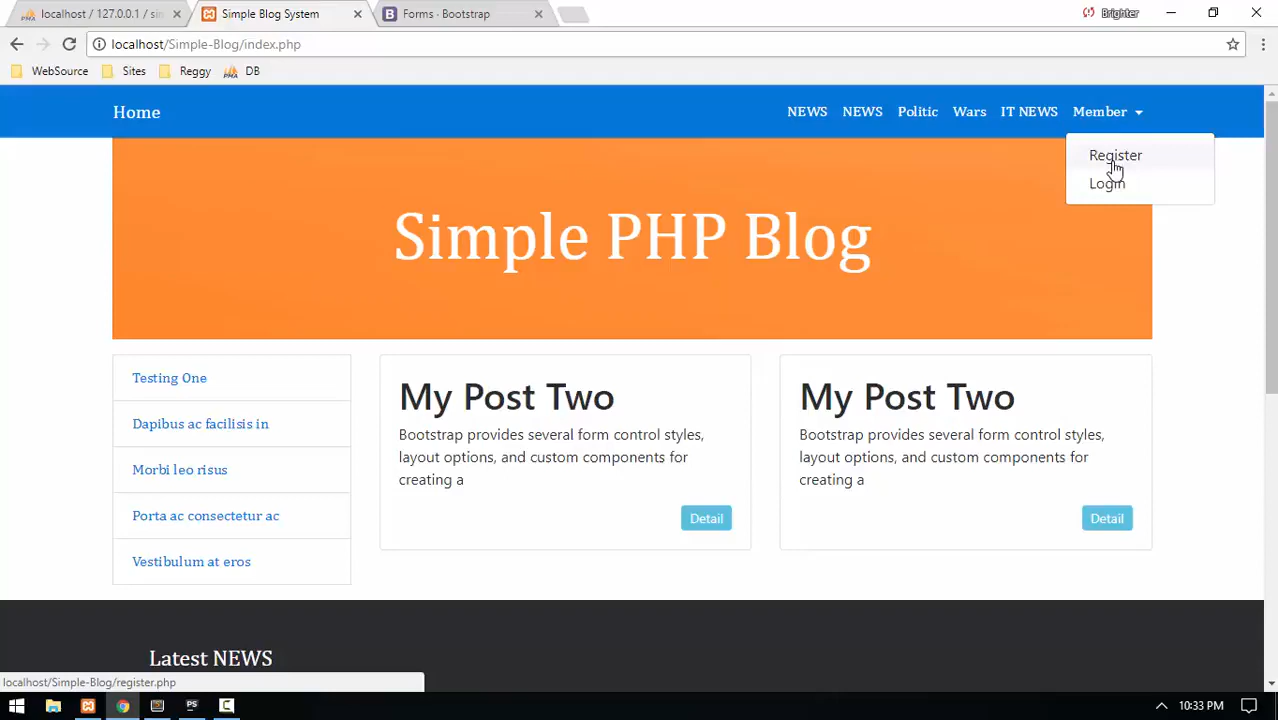 localhost / 127.0.0.1 / sim
Simple Blog System
Forms · Bootstrap
Brighter
localhost/Simple-Blog/index.php
WebSource
Sites
Reggy
DB
Home
NEWS
NEWS
Politic
Wars
IT NEWS
Member
Register
Login
Simple PHP Blog
Testing One
Dapibus ac facilisis in
Morbi leo risus
Porta ac consectetur ac
Vestibulum at eros
My Post Two
Bootstrap provides several form control styles,
layout options, and custom components for
creating a
Detail
My Post Two
Bootstrap provides several form control styles,
layout options, and custom components for
creating a
Detail
Latest NEWS
localhost/Simple-Blog/register.php
10:33 PM